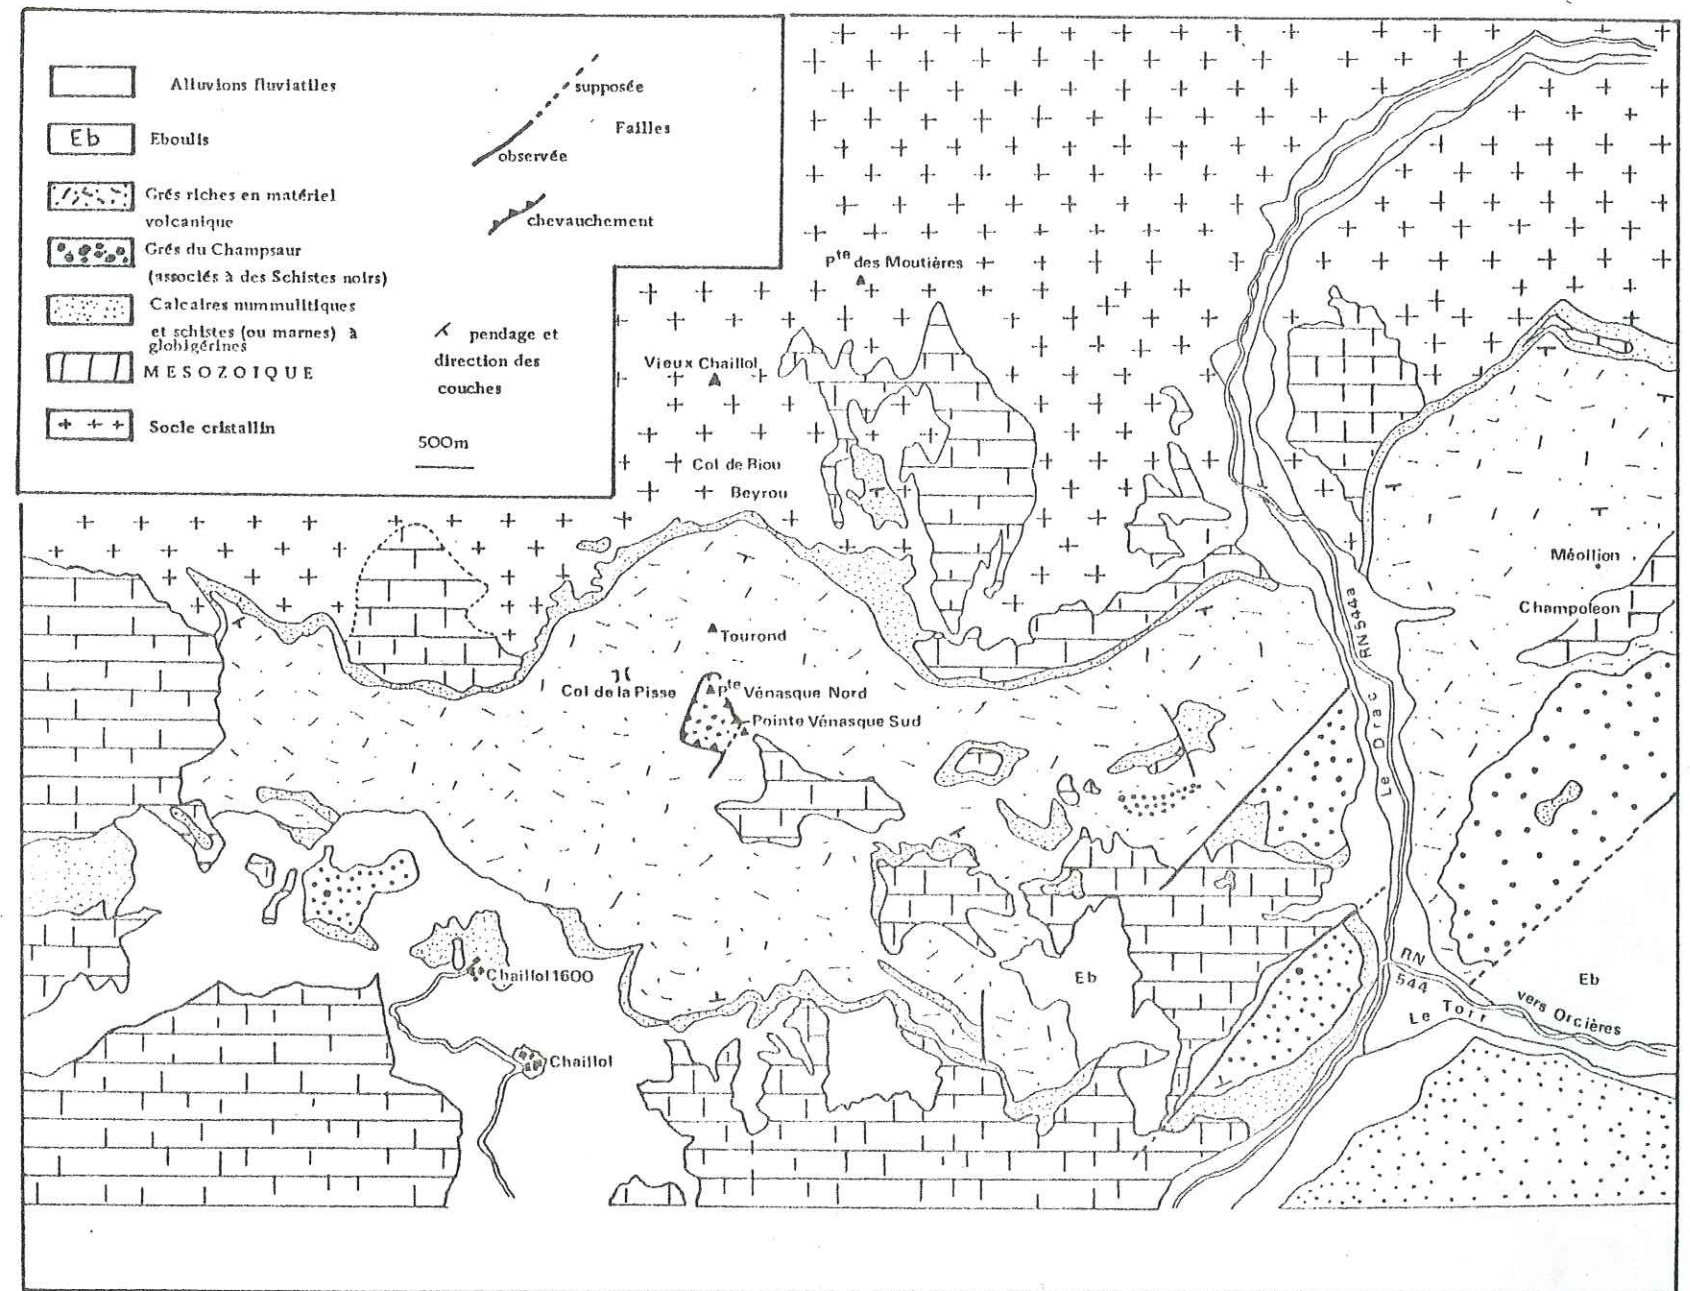 Alluvions fluviatiles
Eb
Eboulis
Grés riches en matériel
volcanique
Grés du Champsaur
(associés à des Schistes noirs)
Calcaires nummulitiques
et schistes (ou marnes) à
globigérines
MESOZOIQUE
Socle cristallin
supposée
Failles
observée
chevauchement
pendage et
direction des
couches
500m
Pte des Moutières
Vieux Chaillol
Col de Riou
Beyrou
Méollion
Champoleon
RN544a
Tourond
Col de la Pisse
Pte Vénasque Nord
Pointe Vénasque Sud
Le Drac
Chaillol 1600
Eb
RN
544
vers Orcières
Eb
Le Torr
Chaillol